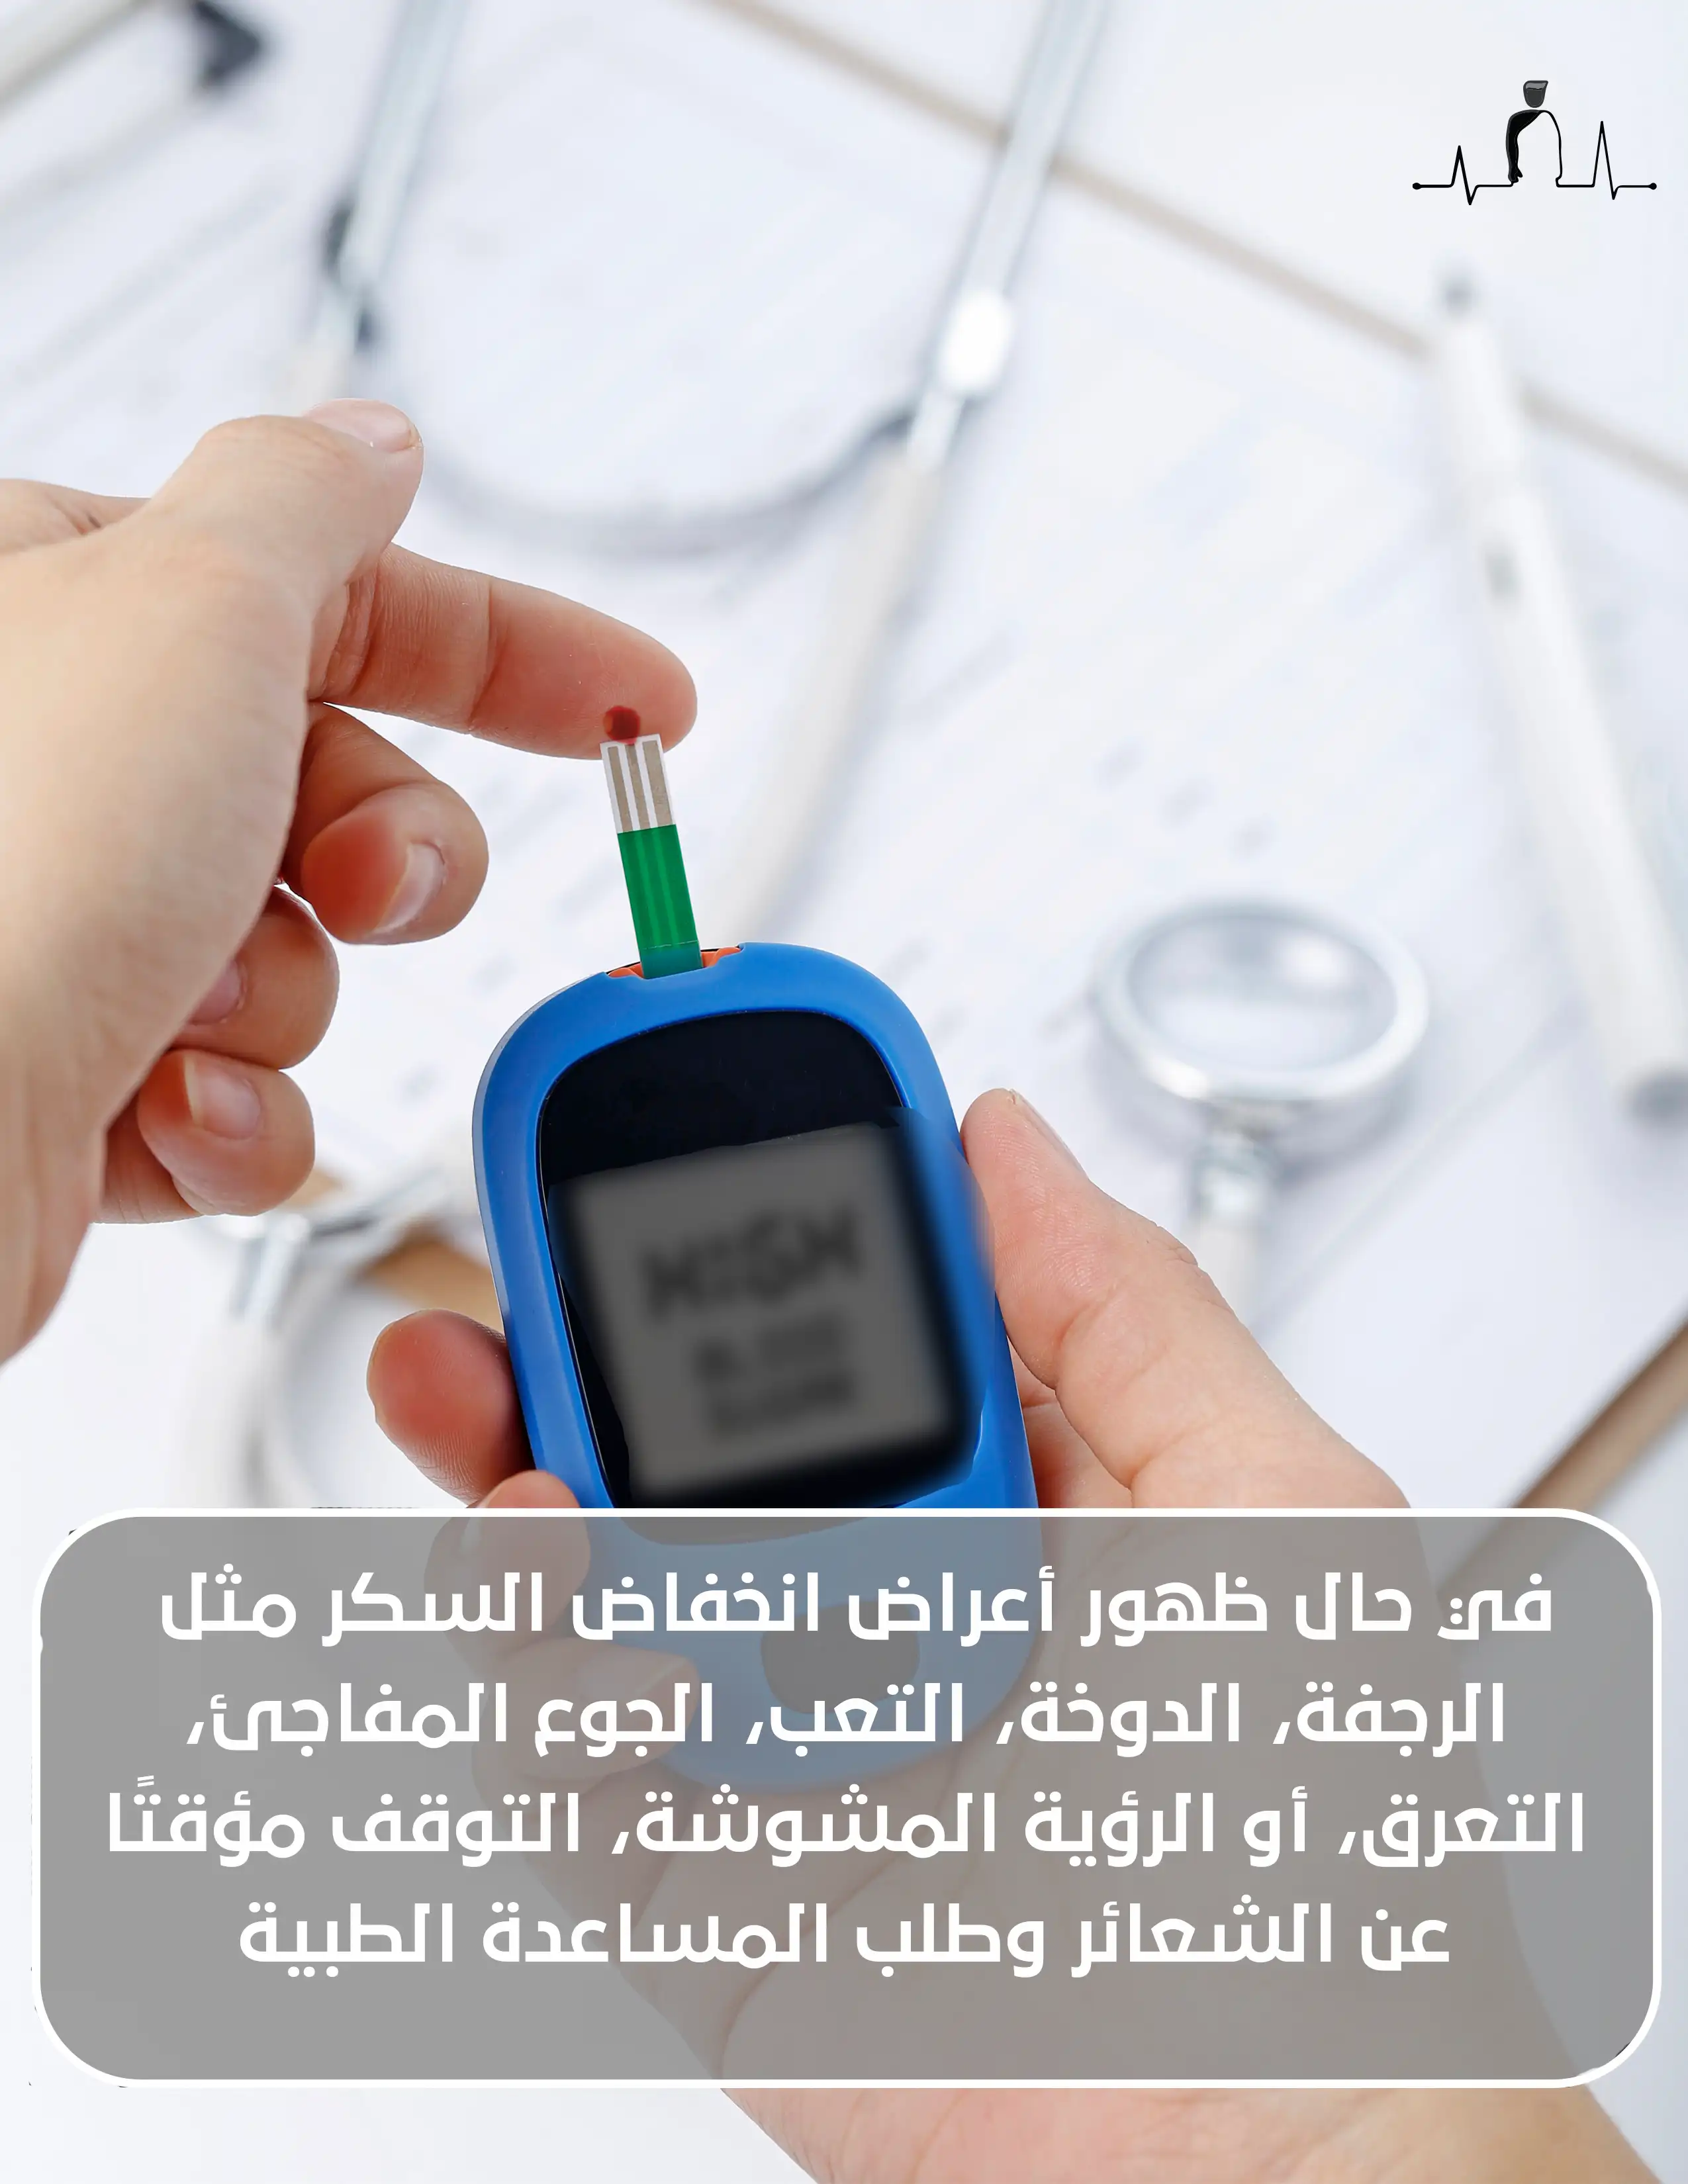 في حال ظهور أعراض انخفاض السكر مثل
الرجفة، الدوخة، التعب، الجوع المفاجئ،
التعرق، أو الرؤية المشوشة، التوقف مؤقتًا
عن الشعائر وطلب المساعدة الطبية